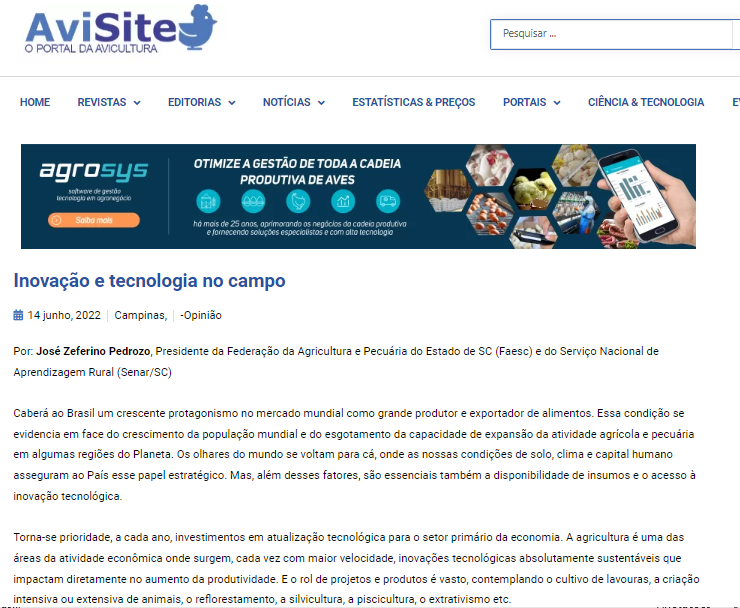 AviSite
O PORTAL DA AVICULTURA
Pesquisar ...
HOME REVISTAS EDITORIAS NOTÍCIAS ESTATÍSTICAS & PREÇOS PORTAIS CIÊNCIA & TECNOLOGIA
agrosys
software de gestão
tecnologia em agronegócio
Saiba mais
OTIMIZE A GESTÃO DE TODA A CADEIA
PRODUTIVA DE AVES
há mais de 25 anos, aprimorando os negócios da cadeia produtiva
e fornecendo soluções especialistas e com alta tecnologia
Inovação e tecnologia no campo
14 junho, 2022 Campinas, -Opinião
Por: José Zeferino Pedrozo, Presidente da Federação da Agricultura e Pecuária do Estado de SC (Faesc) e do Serviço Nacional de
Aprendizagem Rural (Senar/SC)
Caberá ao Brasil um crescente protagonismo no mercado mundial como grande produtor e exportador de alimentos. Essa condição se
evidencia em face do crescimento da população mundial e do esgotamento da capacidade de expansão da atividade agrícola e pecuária
em algumas regiões do Planeta. Os olhares do mundo se voltam para cá, onde as nossas condições de solo, clima e capital humano
asseguram ao País esse papel estratégico. Mas, além desses fatores, são essenciais também a disponibilidade de insumos e o acesso à
inovação tecnológica.
Torna-se prioridade, a cada ano, investimentos em atualização tecnológica para o setor primário da economia. A agricultura é uma das
áreas da atividade econômica onde surgem, cada vez com maior velocidade, inovações tecnológicas absolutamente sustentáveis que
impactam diretamente no aumento da produtividade. E o rol de projetos e produtos é vasto, contemplando o cultivo de lavouras, a criação
intensiva ou extensiva de animais, o reflorestamento, a silvicultura, a piscicultura, o extrativismo etc.